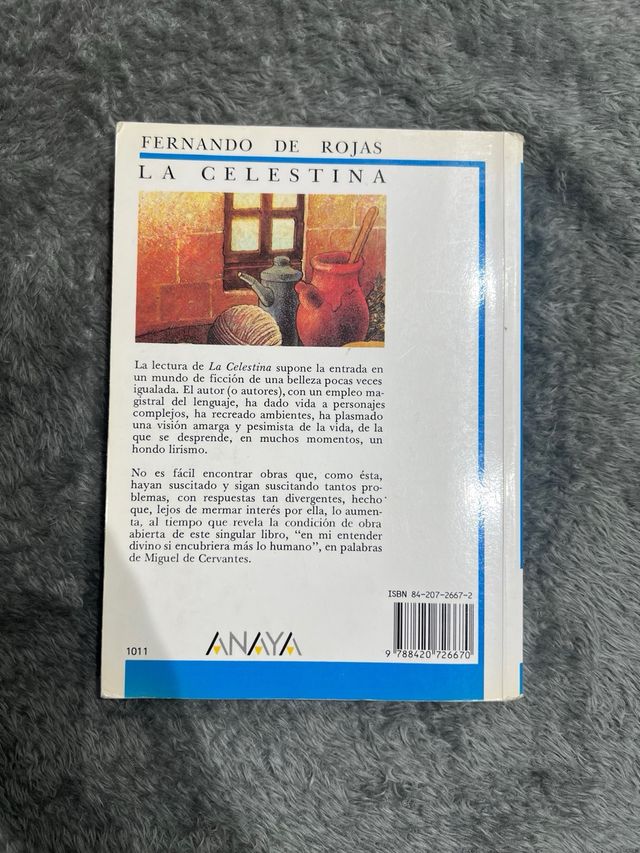 FERNANDO DE ROJAS
LA CELESTINA
La lectura de La Celestina supone la entrada en
un mundo de ficción de una belleza pocas veces
igualada. El autor (o autores), con un empleo ma-
gistral del lenguaje, ha dado vida a personajes
complejos, ha recreado ambientes, ha plasmado
una visión amarga y pesimista de la vida, de la
que se desprende, en muchos momentos, un
hondo lirismo.
No es fácil encontrar obras que, como ésta,
hayan suscitado y sigan suscitando tantos pro-
blemas, con respuestas tan divergentes, hecho
que, lejos de mermar interés por ella, lo aumen-
ta, al tiempo que revela la condición de obra
abierta de este singular libro, "en mi entender
divino si encubriera más lo humano", en palabras
de Miguel de Cervantes.
ISBN 84-207-2667-2
9 788420 726670
1011
ANAYA